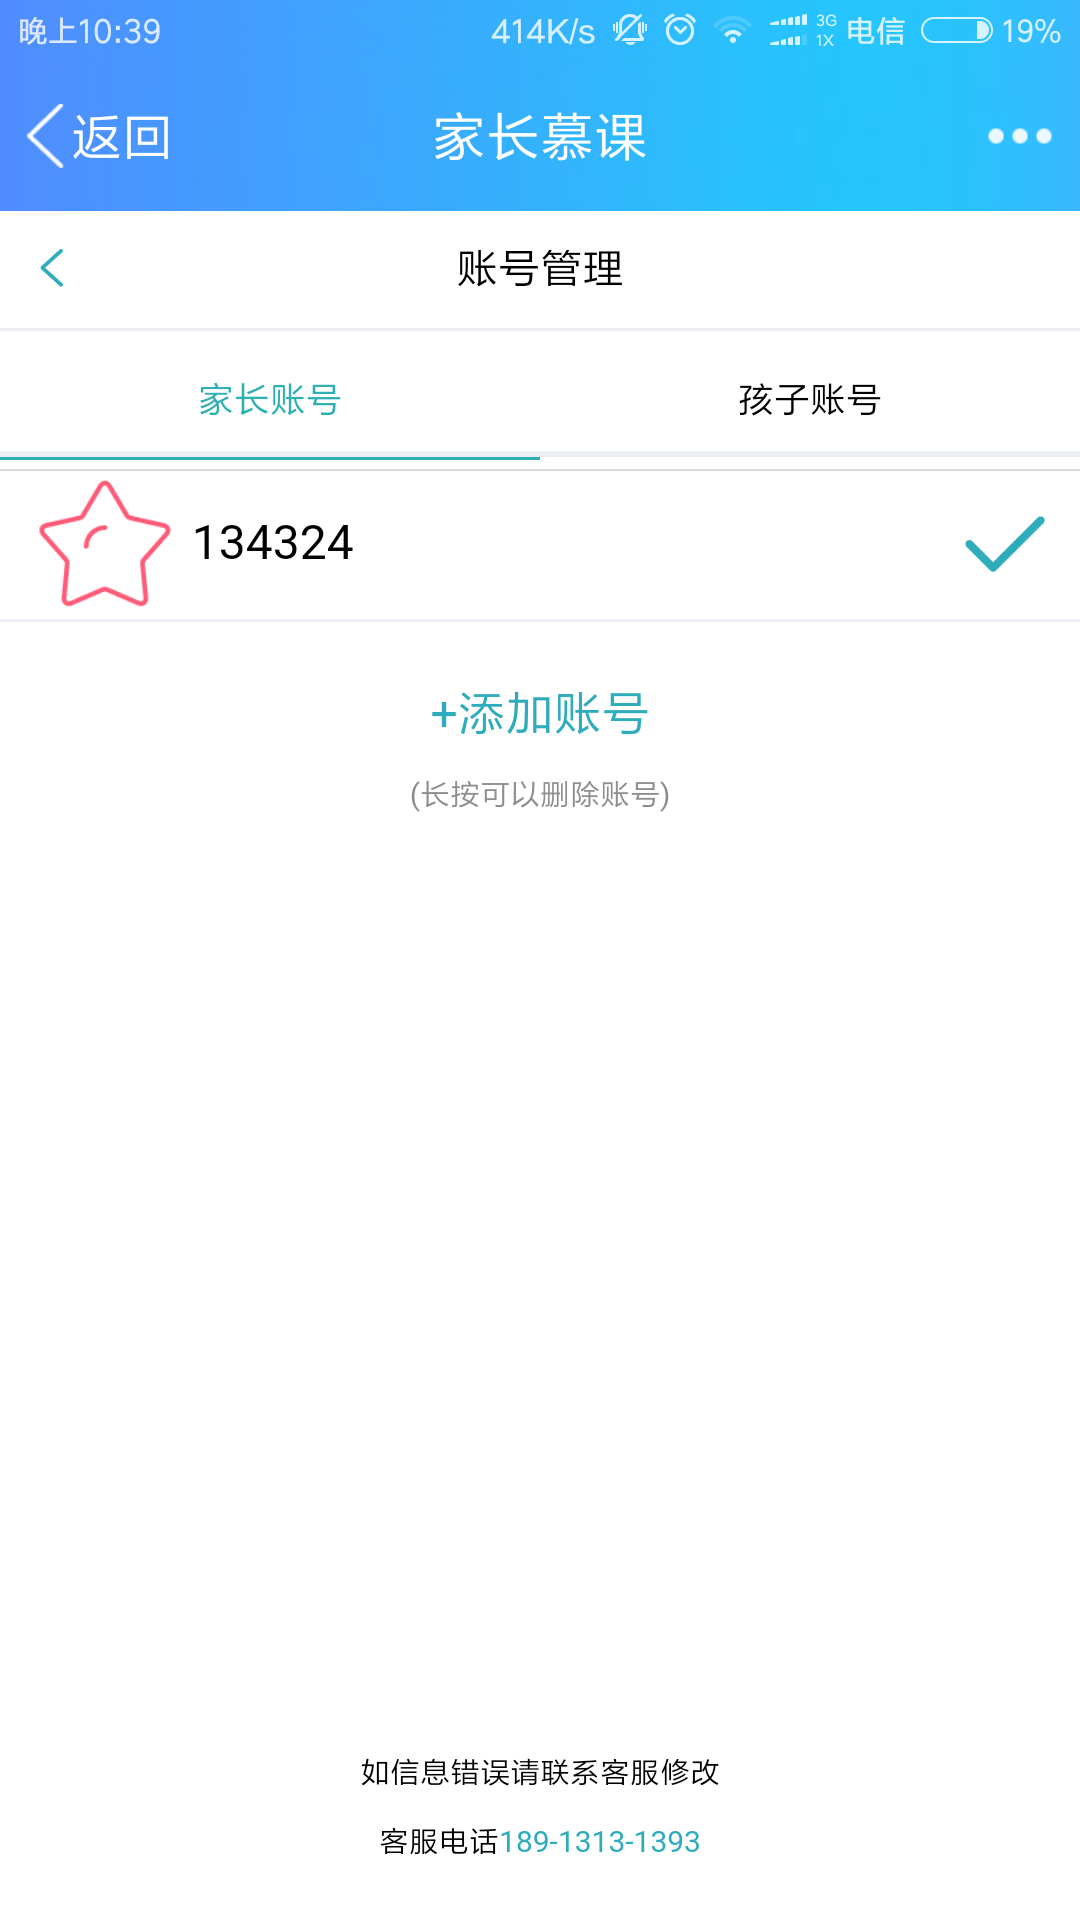 晚上10:39 414K/s 3G 1X 电信 19%
返回 家长慕课
账号管理
家长账号 孩子账号
134324
+添加账号
(长按可以删除账号)
如信息错误请联系客服修改
客服电话189-1313-1393